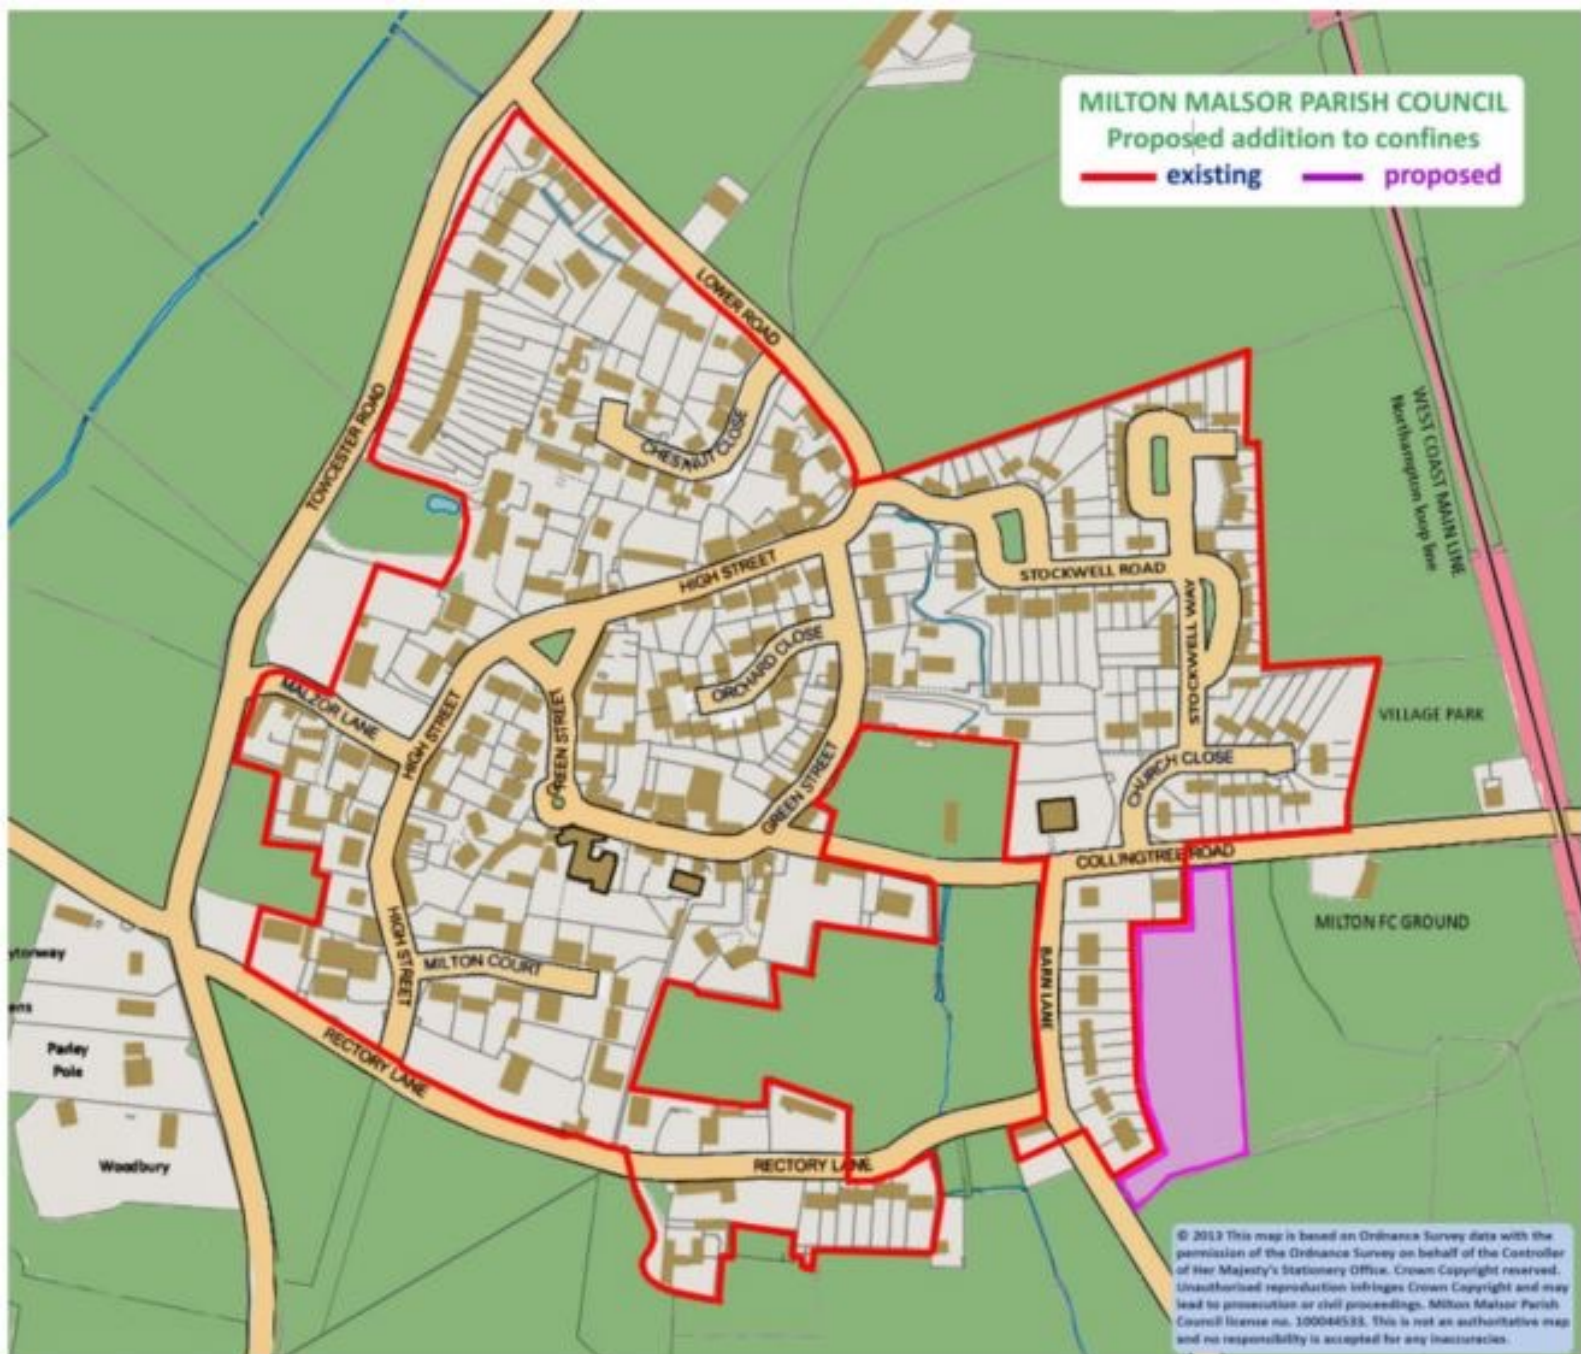 MILTON MALSOR PARISH COUNCIL
Proposed addition to confines
existing proposed
LOWER ROAD
TOWCESTER ROAD
CHESTNUT CLOSE
WEST COAST MAIN LINE
Northampton loop line
HIGH STREET
STOCKWELL ROAD
STOCKWELL WAY
ORCHARD CLOSE
MALZOR LANE
HIGH STREET
GREEN STREET
VILLAGE PARK
CHURCH CLOSE
GREEN STREET
COLLINGTREE ROAD
MILTON FC GROUND
HIGH STREET
MILTON COURT
BARN LANE
ytonway
ens
Parley
Pole
RECTORY LANE
Woodbury
RECTORY LANE
© 2013 This map is based on Ordnance Survey data with the
permission of the Ordnance Survey on behalf of the Controller
of Her Majesty's Stationery Office. Crown Copyright reserved.
Unauthorised reproduction infringes Crown Copyright and may
lead to prosecution or civil proceedings. Milton Malsor Parish
Council license no. 100044533. This is not an authoritative map
and no responsibility is accepted for any inaccuracies.